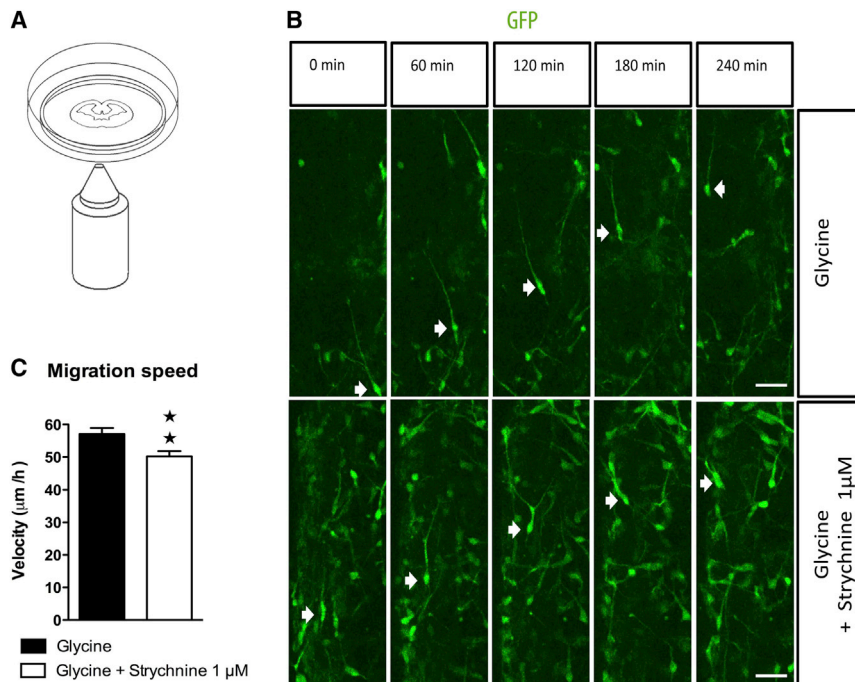 A
B
GFP
0 min
60 min
120 min
180 min
240 min
Glycine
Glycine
+ Strychnine 1µM
C Migration speed
Velocity (µm /h)
60
50
40
30
20
10
0
★
★
Glycine
Glycine + Strychnine 1 µM